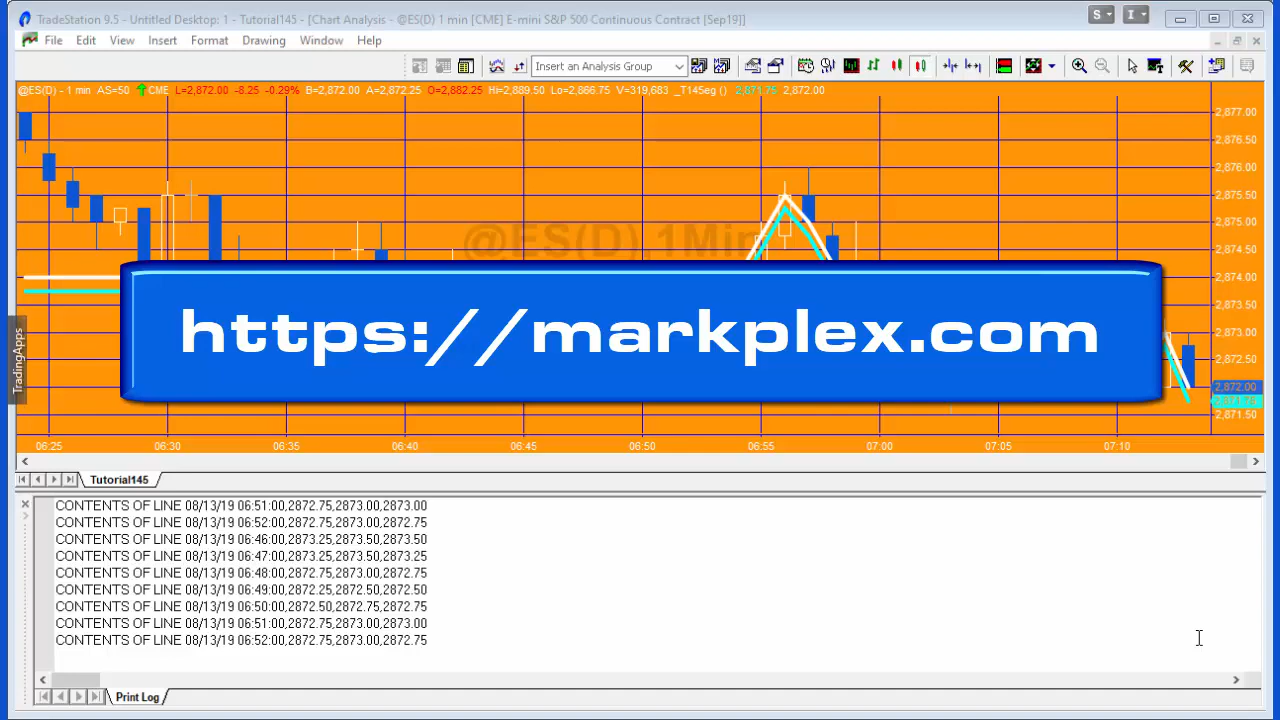 TradeStation 9.5 - Untitled Desktop: 1 - Tutorial145 - [Chart Analysis - @ES(D) 1 min [CME] E-mini S&P 500 Continuous Contract [Sep19]]
S I
File Edit View Insert Format Drawing Window Help
Insert an Analysis Group
@ES(D) - 1 min AS=50 CME L=2,872.00 -8.25 -0.29% B=2,872.00 A=2,872.25 O=2,882.25 Hi=2,889.50 Lo=2,866.75 V=319,683 _T145eg () 2,871.75 2,872.00
2,877.00
2,876.50
2,876.00
2,875.50
2,875.00
2,874.50
2,874.00
2,873.50
2,873.00
2,872.50
2,872.00
2,871.75
2,871.50
@ES(D),1Min
https://markplex.com
TradingApps
06:25 06:30 06:35 06:40 06:45 06:50 06:55 07:00 07:05 07:10
Tutorial145
CONTENTS OF LINE 08/13/19 06:51:00,2872.75,2873.00,2873.00
CONTENTS OF LINE 08/13/19 06:52:00,2872.75,2873.00,2872.75
CONTENTS OF LINE 08/13/19 06:46:00,2873.25,2873.50,2873.50
CONTENTS OF LINE 08/13/19 06:47:00,2873.25,2873.50,2873.25
CONTENTS OF LINE 08/13/19 06:48:00,2872.75,2873.00,2872.75
CONTENTS OF LINE 08/13/19 06:49:00,2872.25,2872.50,2872.50
CONTENTS OF LINE 08/13/19 06:50:00,2872.50,2872.75,2872.75
CONTENTS OF LINE 08/13/19 06:51:00,2872.75,2873.00,2873.00
CONTENTS OF LINE 08/13/19 06:52:00,2872.75,2873.00,2872.75
Print Log